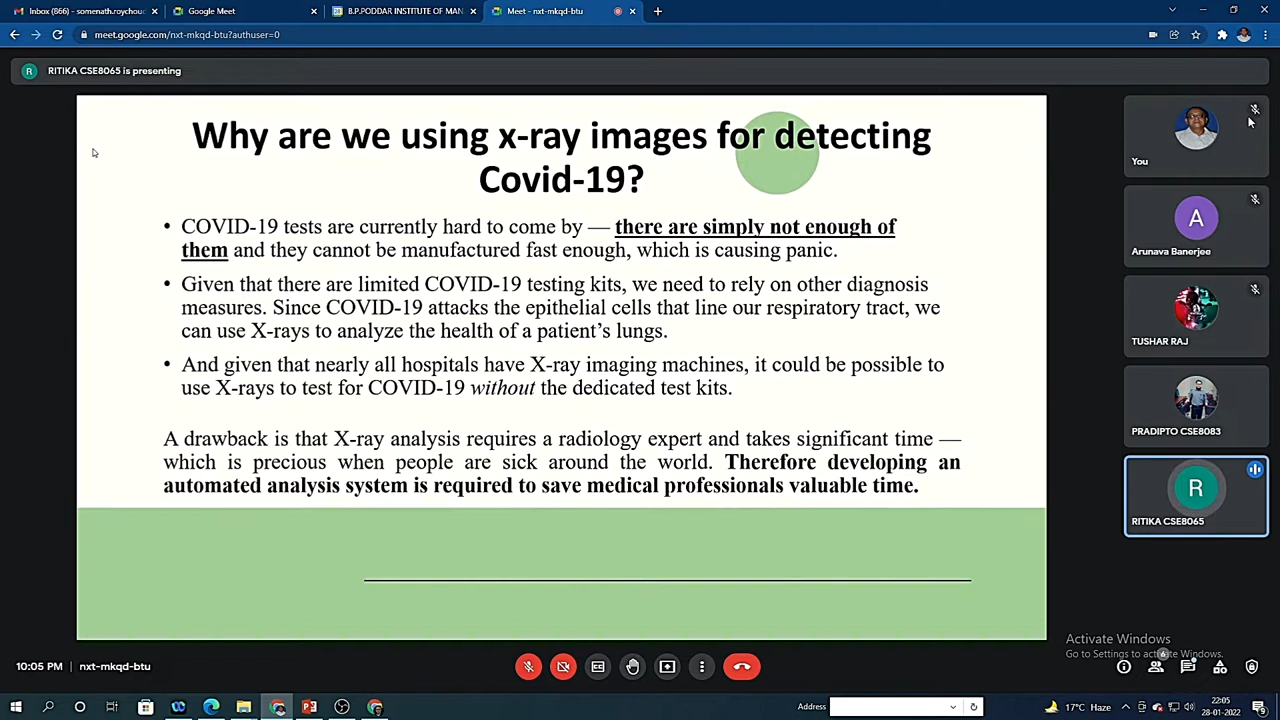 Inbox (866) - somenath.roychou
Google Meet
B.P.PODDAR INSTITUTE OF MAN
Meet - nxt-mkqd-btu
meet.google.com/nxt-mkqd-btu?authuser=0
R RITIKA CSE8065 is presenting
Why are we using x-ray images for detecting
Covid-19?
• COVID-19 tests are currently hard to come by — there are simply not enough of
them and they cannot be manufactured fast enough, which is causing panic.
• Given that there are limited COVID-19 testing kits, we need to rely on other diagnosis
measures. Since COVID-19 attacks the epithelial cells that line our respiratory tract, we
can use X-rays to analyze the health of a patient’s lungs.
• And given that nearly all hospitals have X-ray imaging machines, it could be possible to
use X-rays to test for COVID-19 without the dedicated test kits.
A drawback is that X-ray analysis requires a radiology expert and takes significant time —
which is precious when people are sick around the world. Therefore developing an
automated analysis system is required to save medical professionals valuable time.
You
A
Arunava Banerjee
TUSHAR RAJ
PRADIPTO CSE8083
R
RITIKA CSE8065
Activate Windows
Go to Settings to activate Windows.
10:05 PM | nxt-mkqd-btu
6
Address
17°C Haze
22:05
28-01-2022